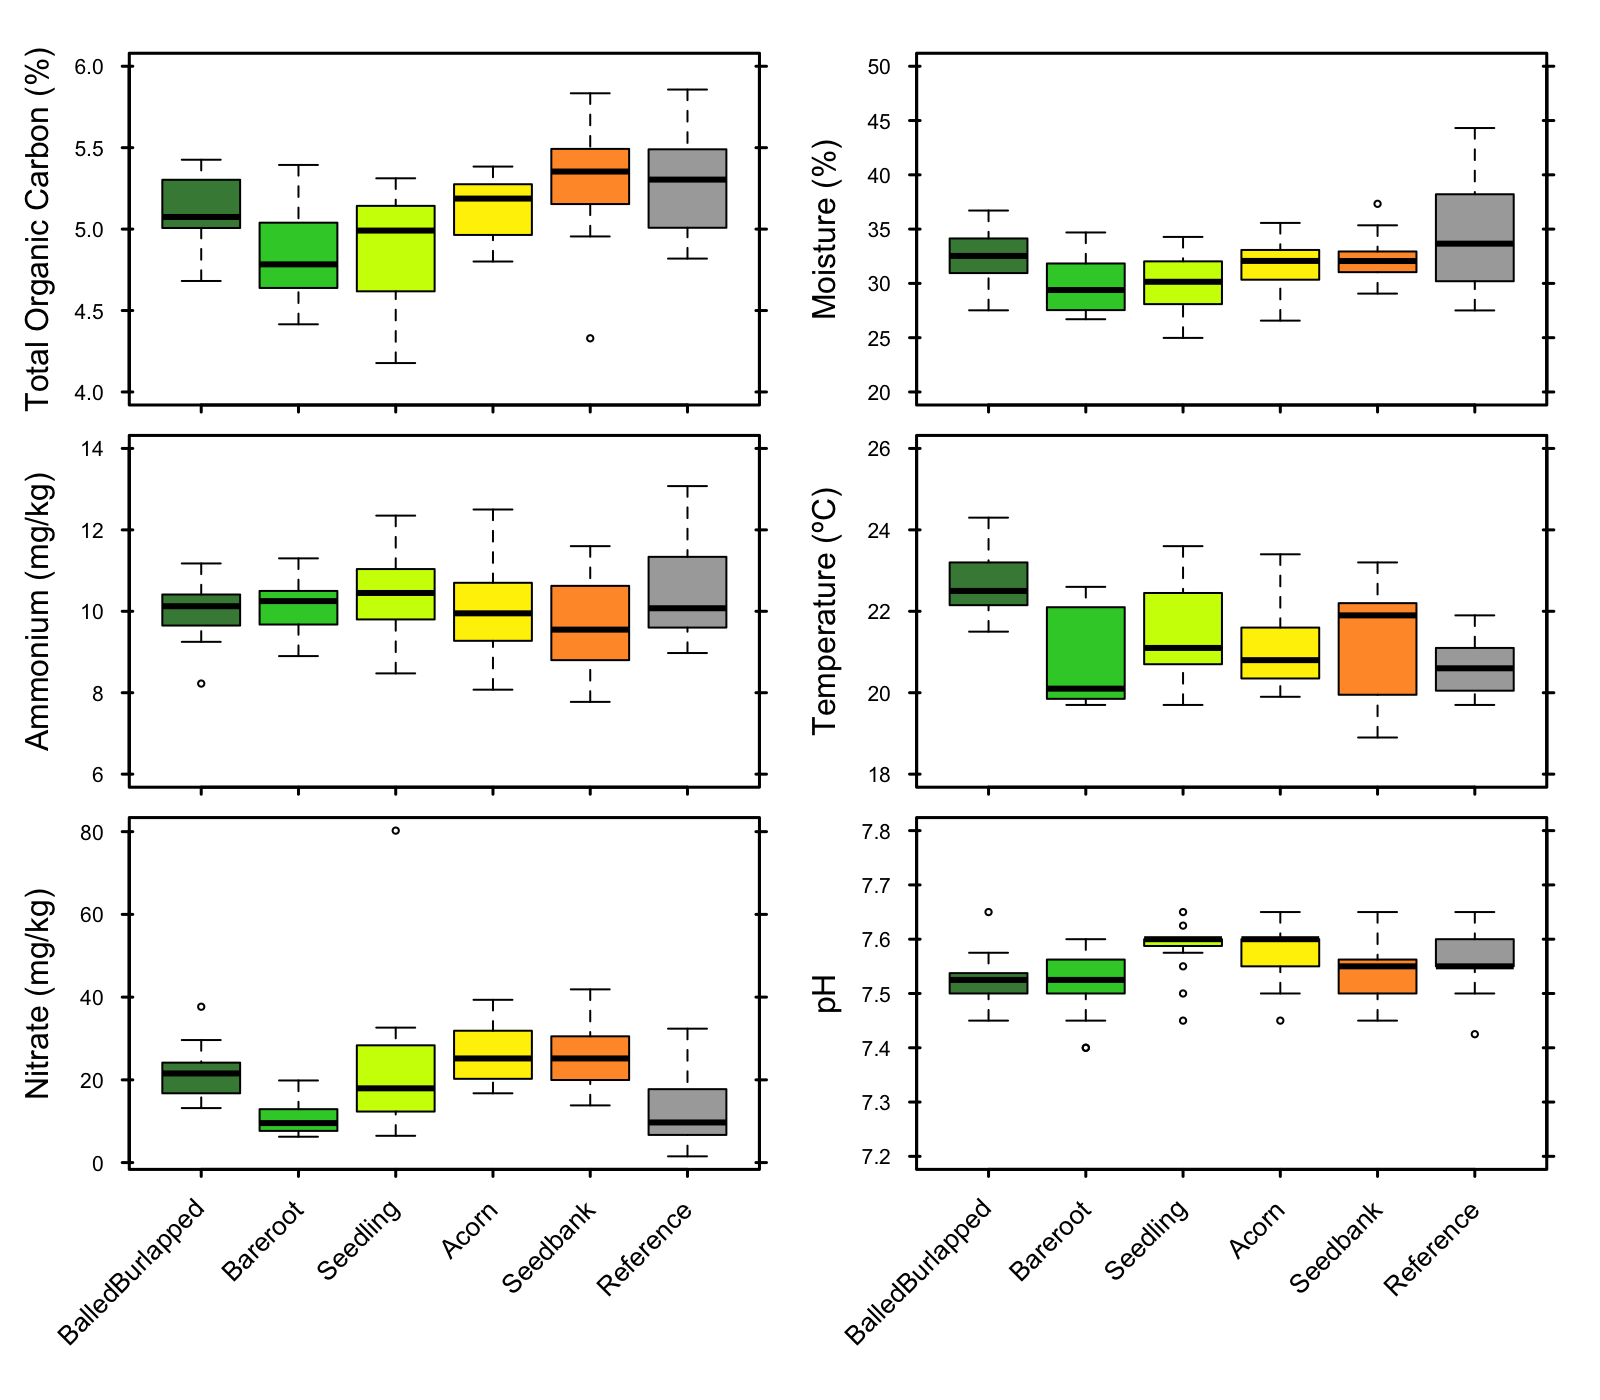 Total Organic Carbon (%)
6.0
5.5
5.0
4.5
4.0
Moisture (%)
50
45
40
35
30
25
20
Ammonium (mg/kg)
14
12
10
8
6
Temperature (ºC)
26
24
22
20
18
Nitrate (mg/kg)
80
60
40
20
0
pH
7.8
7.7
7.6
7.5
7.4
7.3
7.2
BalledBurlapped
Bareroot
Seedling
Acorn
Seedbank
Reference
BalledBurlapped
Bareroot
Seedling
Acorn
Seedbank
Reference